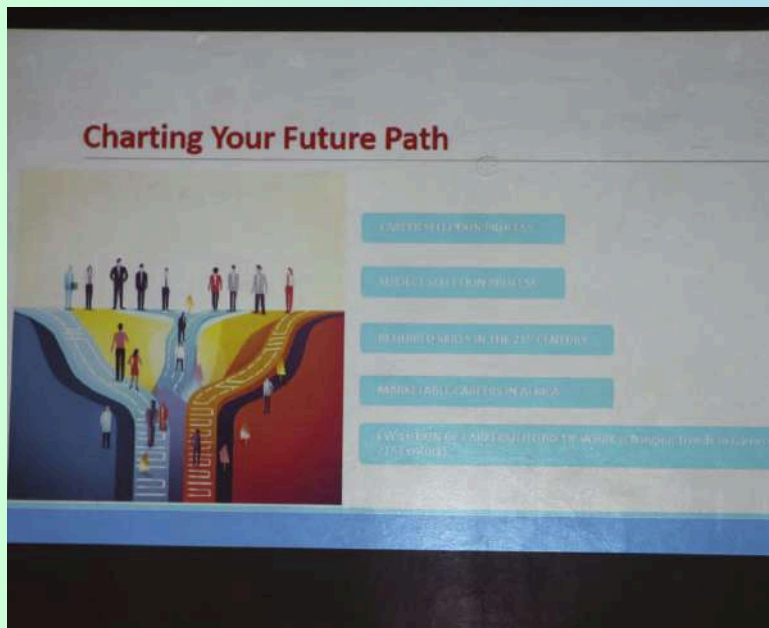 Charting Your Future Path
CAREER SELECTION PROCESS
SUBJECT SELECTION PROCESS
REQUIRED SKILLS IN THE 21ST CENTURY
MARKETABLE CAREERS IN AFRICA